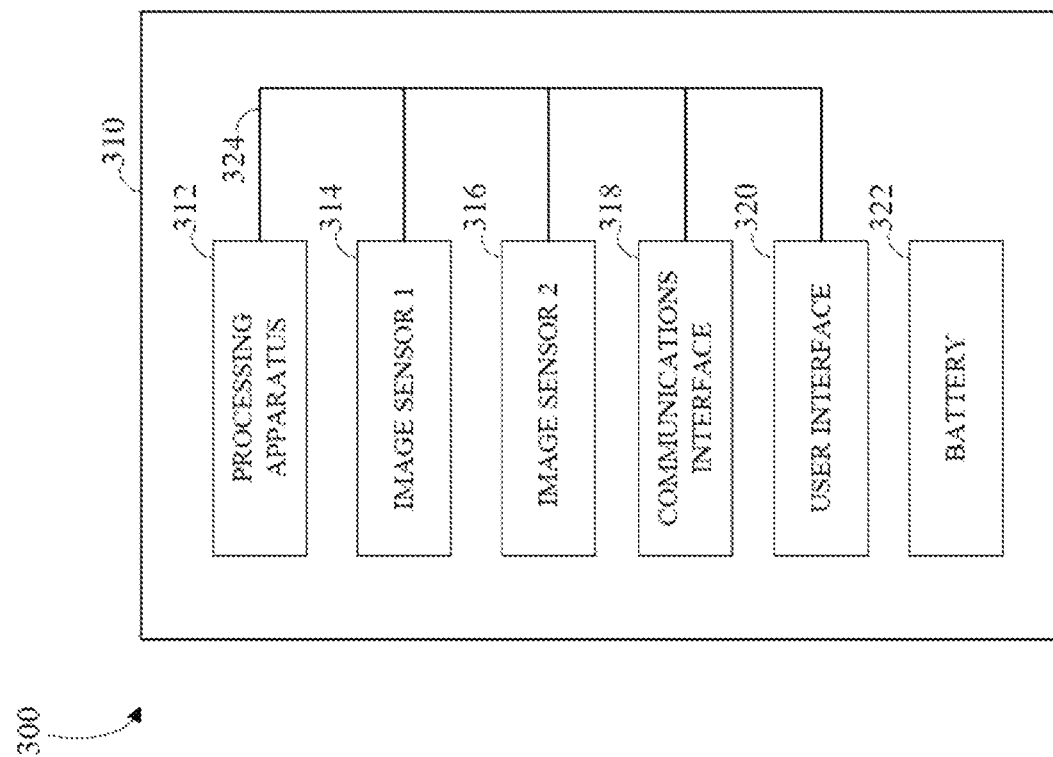 300
310
312
PROCESSING
APPARATUS
324
314
IMAGE SENSOR 1
316
IMAGE SENSOR 2
318
COMMUNICATIONS
INTERFACE
320
USER INTERFACE
322
BATTERY